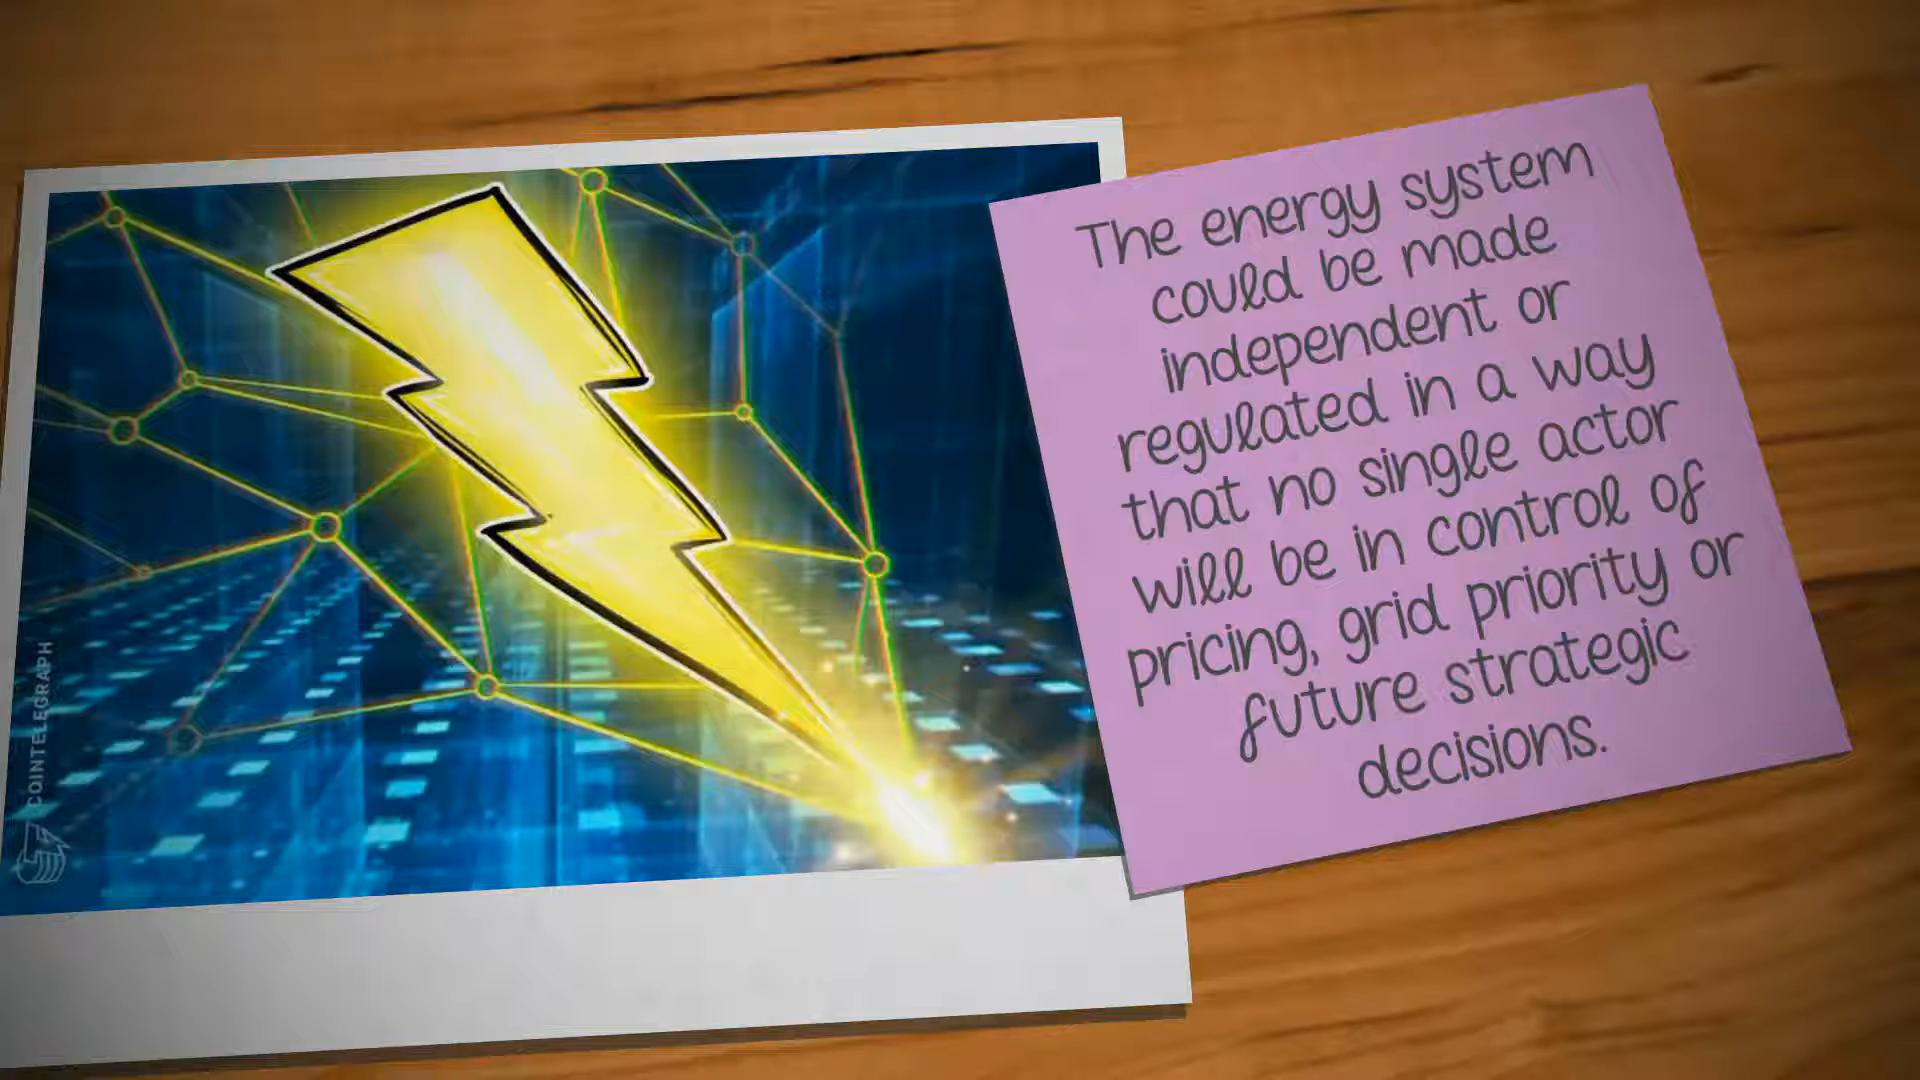 The energy system
could be made
independent or
regulated in a way
that no single actor
will be in control of
pricing, grid priority or
future strategic
decisions.
COINTELEGRAPH